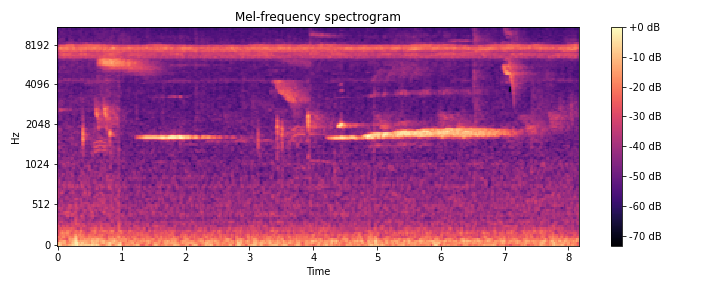 Mel-frequency spectrogram
Hz
8192
4096
2048
1024
512
0
0 1 2 3 4 5 6 7 8
Time
+0 dB
-10 dB
-20 dB
-30 dB
-40 dB
-50 dB
-60 dB
-70 dB